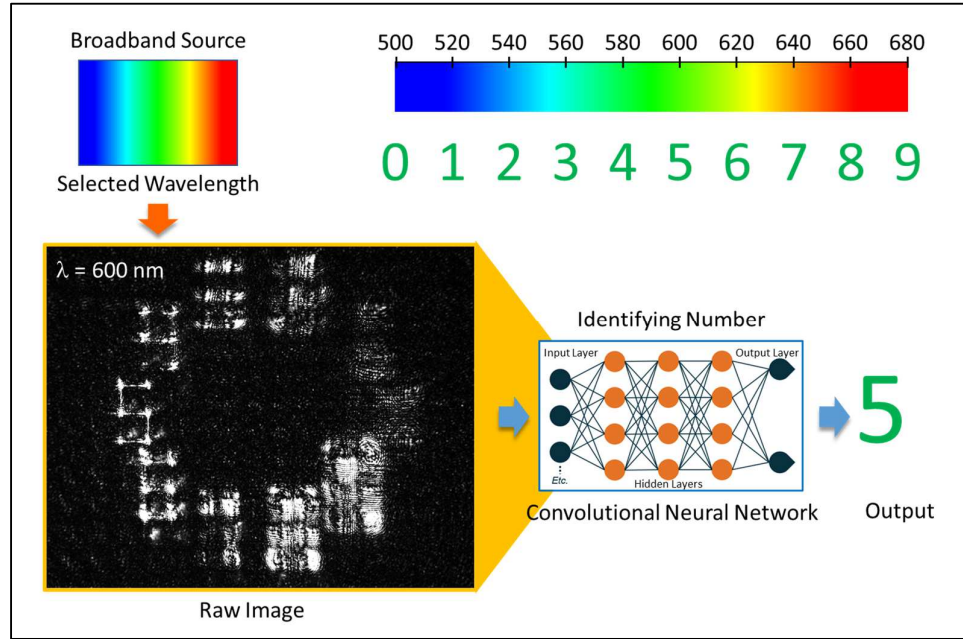 Broadband Source
Selected Wavelength
500 520 540 560 580 600 620 640 660 680
0 1 2 3 4 5 6 7 8 9
λ = 600 nm
Raw Image
Identifying Number
Input Layer
Output Layer
Etc.
Hidden Layers
Convolutional Neural Network
5
Output